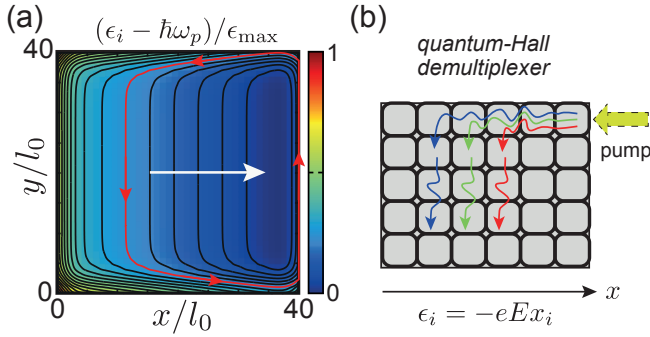 (a)
(ϵ_i − ħω_p)/ϵ_max
40
y/l_0
0
0
x/l_0
40
1
0
(b)
quantum-Hall
demultiplexer
pump
x
ϵ_i = −eEx_i